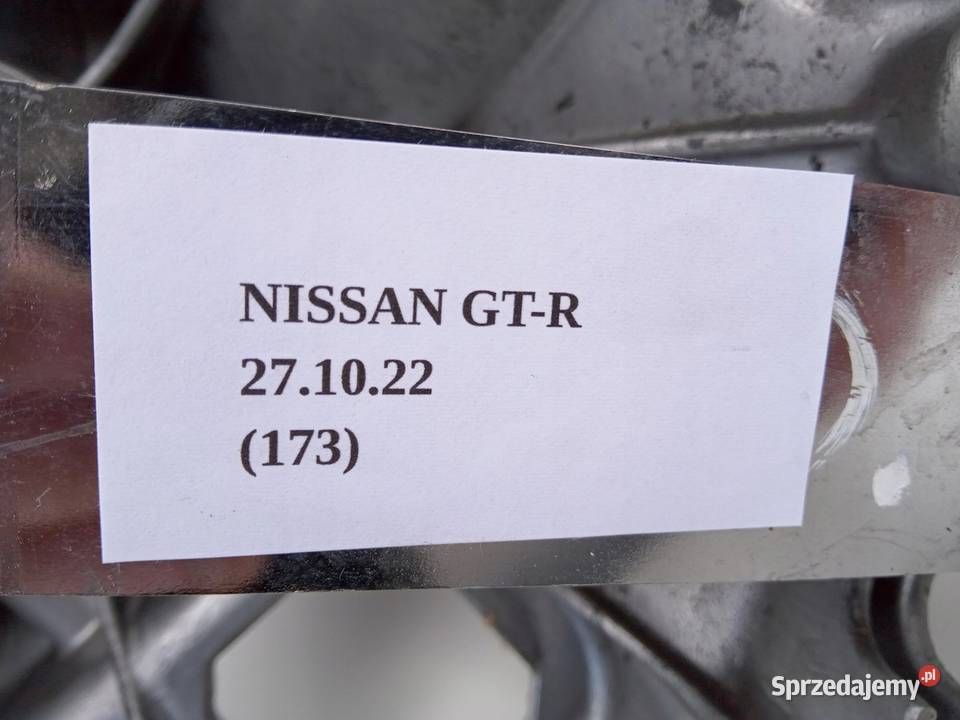 NISSAN GT-R
27.10.22
(173)
Sprzedajemy.pl